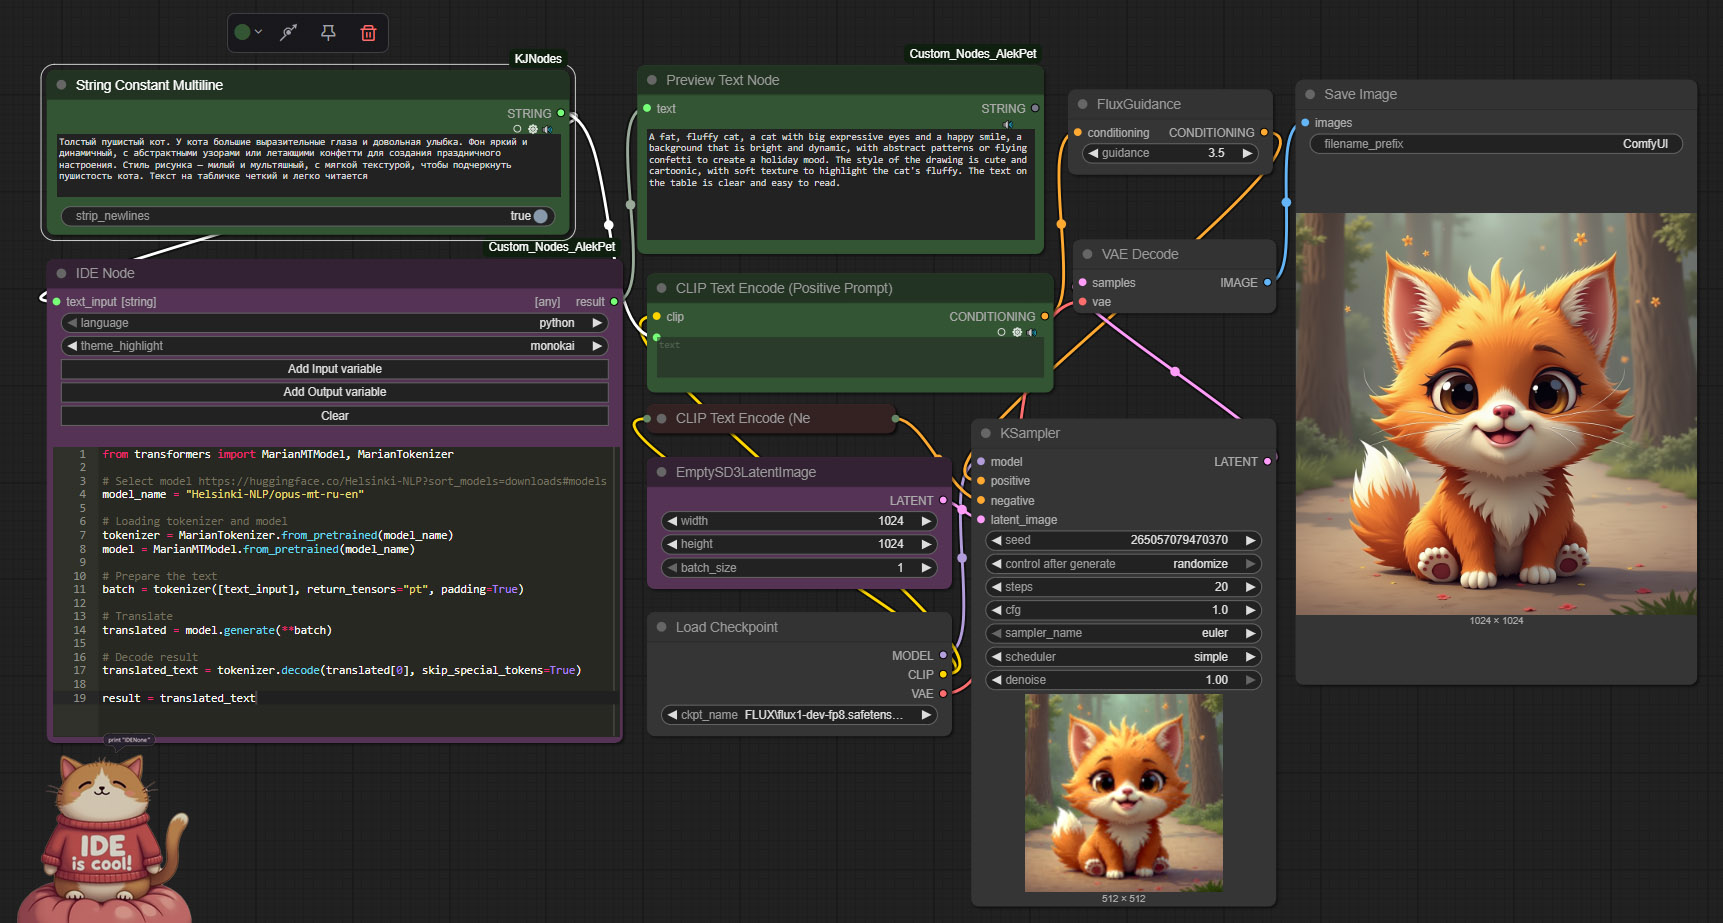 KJNodes
String Constant Multiline
STRING
Толстый пушистый кот. У кота большие выразительные глаза и довольная улыбка. Фон яркий и
динамичный, с абстрактными узорами или летающими конфетти для создания праздничного
настроения. Стиль рисунка – милый и мультяшный, с мягкой текстурой, чтобы подчеркнуть
пушистость кота. Текст на табличке четкий и легко читается
strip_newlines true
Custom_Nodes_AlekPet
IDE Node
text_input [string] [any] result
language python
theme_highlight monokai
Add Input variable
Add Output variable
Clear
1 from transformers import MarianMTModel, MarianTokenizer
2
3 # Select model https://huggingface.co/Helsinki-NLP?sort_models=downloads#models
4 model_name = "Helsinki-NLP/opus-mt-ru-en"
5
6 # Loading tokenizer and model
7 tokenizer = MarianTokenizer.from_pretrained(model_name)
8 model = MarianMTModel.from_pretrained(model_name)
9
10 # Prepare the text
11 batch = tokenizer([text_input], return_tensors="pt", padding=True)
12
13 # Translate
14 translated = model.generate(**batch)
15
16 # Decode result
17 translated_text = tokenizer.decode(translated[0], skip_special_tokens=True)
18
19 result = translated_text
print "IDENone"
IDE
is cool!
Custom_Nodes_AlekPet
Preview Text Node
text STRING
A fat, fluffy cat, a cat with big expressive eyes and a happy smile, a
background that is bright and dynamic, with abstract patterns or flying
confetti to create a holiday mood. The style of the drawing is cute and
cartoonic, with soft texture to highlight the cat's fluffy. The text on
the table is clear and easy to read.
CLIP Text Encode (Positive Prompt)
clip CONDITIONING
text
CLIP Text Encode (Ne
EmptySD3LatentImage
LATENT
width 1024
height 1024
batch_size 1
Load Checkpoint
MODEL
CLIP
VAE
ckpt_name FLUX\flux1-dev-fp8.safetens...
FluxGuidance
conditioning CONDITIONING
guidance 3.5
VAE Decode
samples IMAGE
vae
KSampler
model LATENT
positive
negative
latent_image
seed 265057079470370
control after generate randomize
steps 20
cfg 1.0
sampler_name euler
scheduler simple
denoise 1.00
512 × 512
Save Image
images
filename_prefix ComfyUI
1024 × 1024